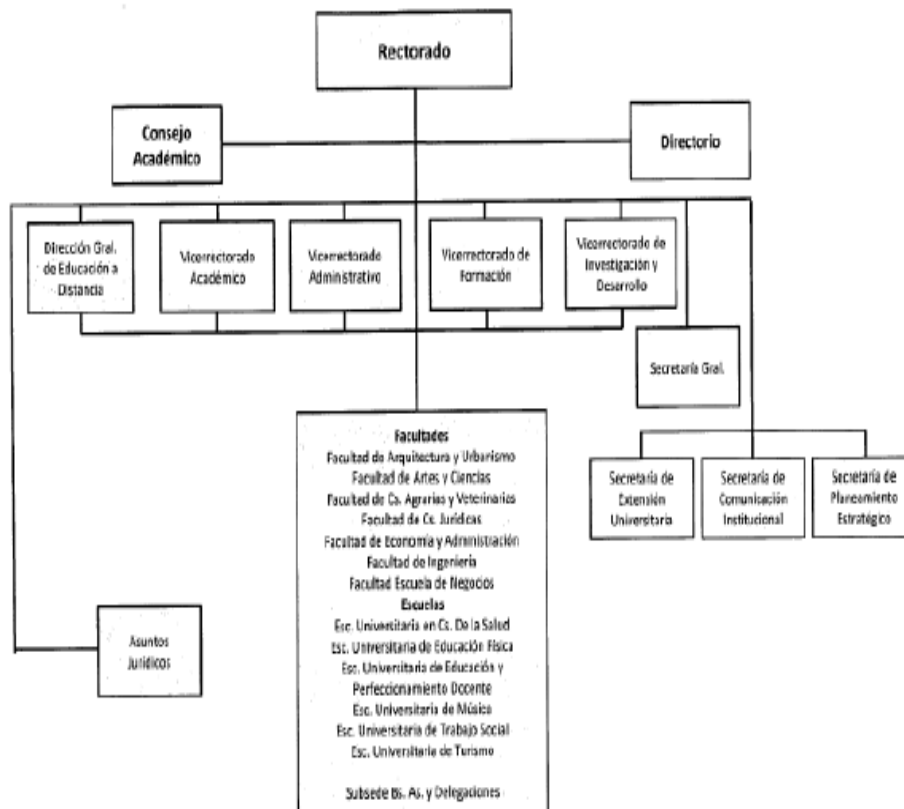 Rectorado
Consejo
Académico
Directorio
Dirección Gral.
de Educación a
Distancia
Vicerrectorado
Académico
Vicerrectorado
Administrativo
Vicerrectorado de
Formación
Vicerrectorado de
Investigación y
Desarrollo
Secretaría Gral.
Secretaría de
Extensión
Universitaria
Secretaría de
Comunicación
Institucional
Secretaría de
Planeamiento
Estratégico
Facultades
Facultad de Arquitectura y Urbanismo
Facultad de Artes y Ciencias
Facultad de Cs. Agrarias y Veterinarias
Facultad de Cs. Jurídicas
Facultad de Economía y Administración
Facultad de Ingeniería
Facultad Escuela de Negocios
Escuelas
Esc. Universitaria en Cs. De la Salud
Esc. Universitaria de Educación Física
Esc. Universitaria de Educación y
Perfeccionamiento Docente
Esc. Universitaria de Música
Esc. Universitaria de Trabajo Social
Esc. Universitaria de Turismo
Subsede Bs. As. y Delegaciones
Asuntos
Jurídicos